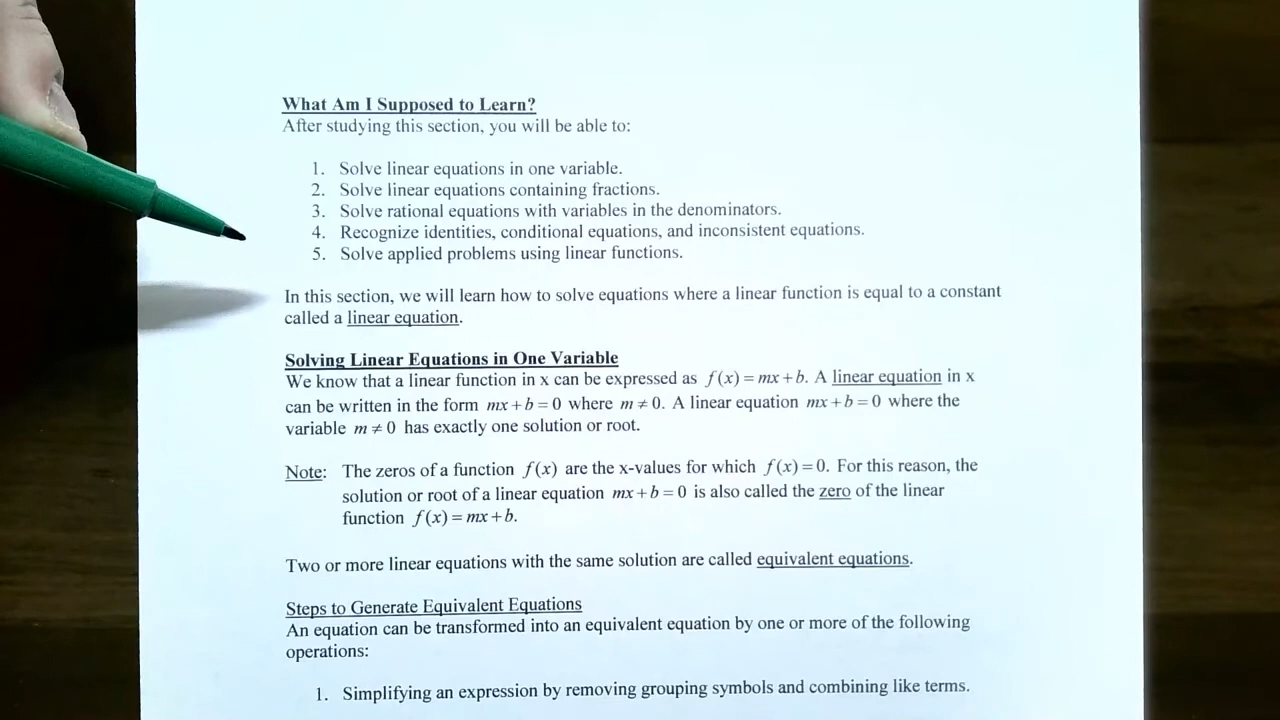 What Am I Supposed to Learn?
After studying this section, you will be able to:
1. Solve linear equations in one variable.
2. Solve linear equations containing fractions.
3. Solve rational equations with variables in the denominators.
4. Recognize identities, conditional equations, and inconsistent equations.
5. Solve applied problems using linear functions.
In this section, we will learn how to solve equations where a linear function is equal to a constant
called a linear equation.
Solving Linear Equations in One Variable
We know that a linear function in x can be expressed as f(x) = mx + b. A linear equation in x
can be written in the form mx + b = 0 where m ≠ 0. A linear equation mx + b = 0 where the
variable m ≠ 0 has exactly one solution or root.
Note: The zeros of a function f(x) are the x-values for which f(x) = 0. For this reason, the
solution or root of a linear equation mx + b = 0 is also called the zero of the linear
function f(x) = mx + b.
Two or more linear equations with the same solution are called equivalent equations.
Steps to Generate Equivalent Equations
An equation can be transformed into an equivalent equation by one or more of the following
operations:
1. Simplifying an expression by removing grouping symbols and combining like terms.